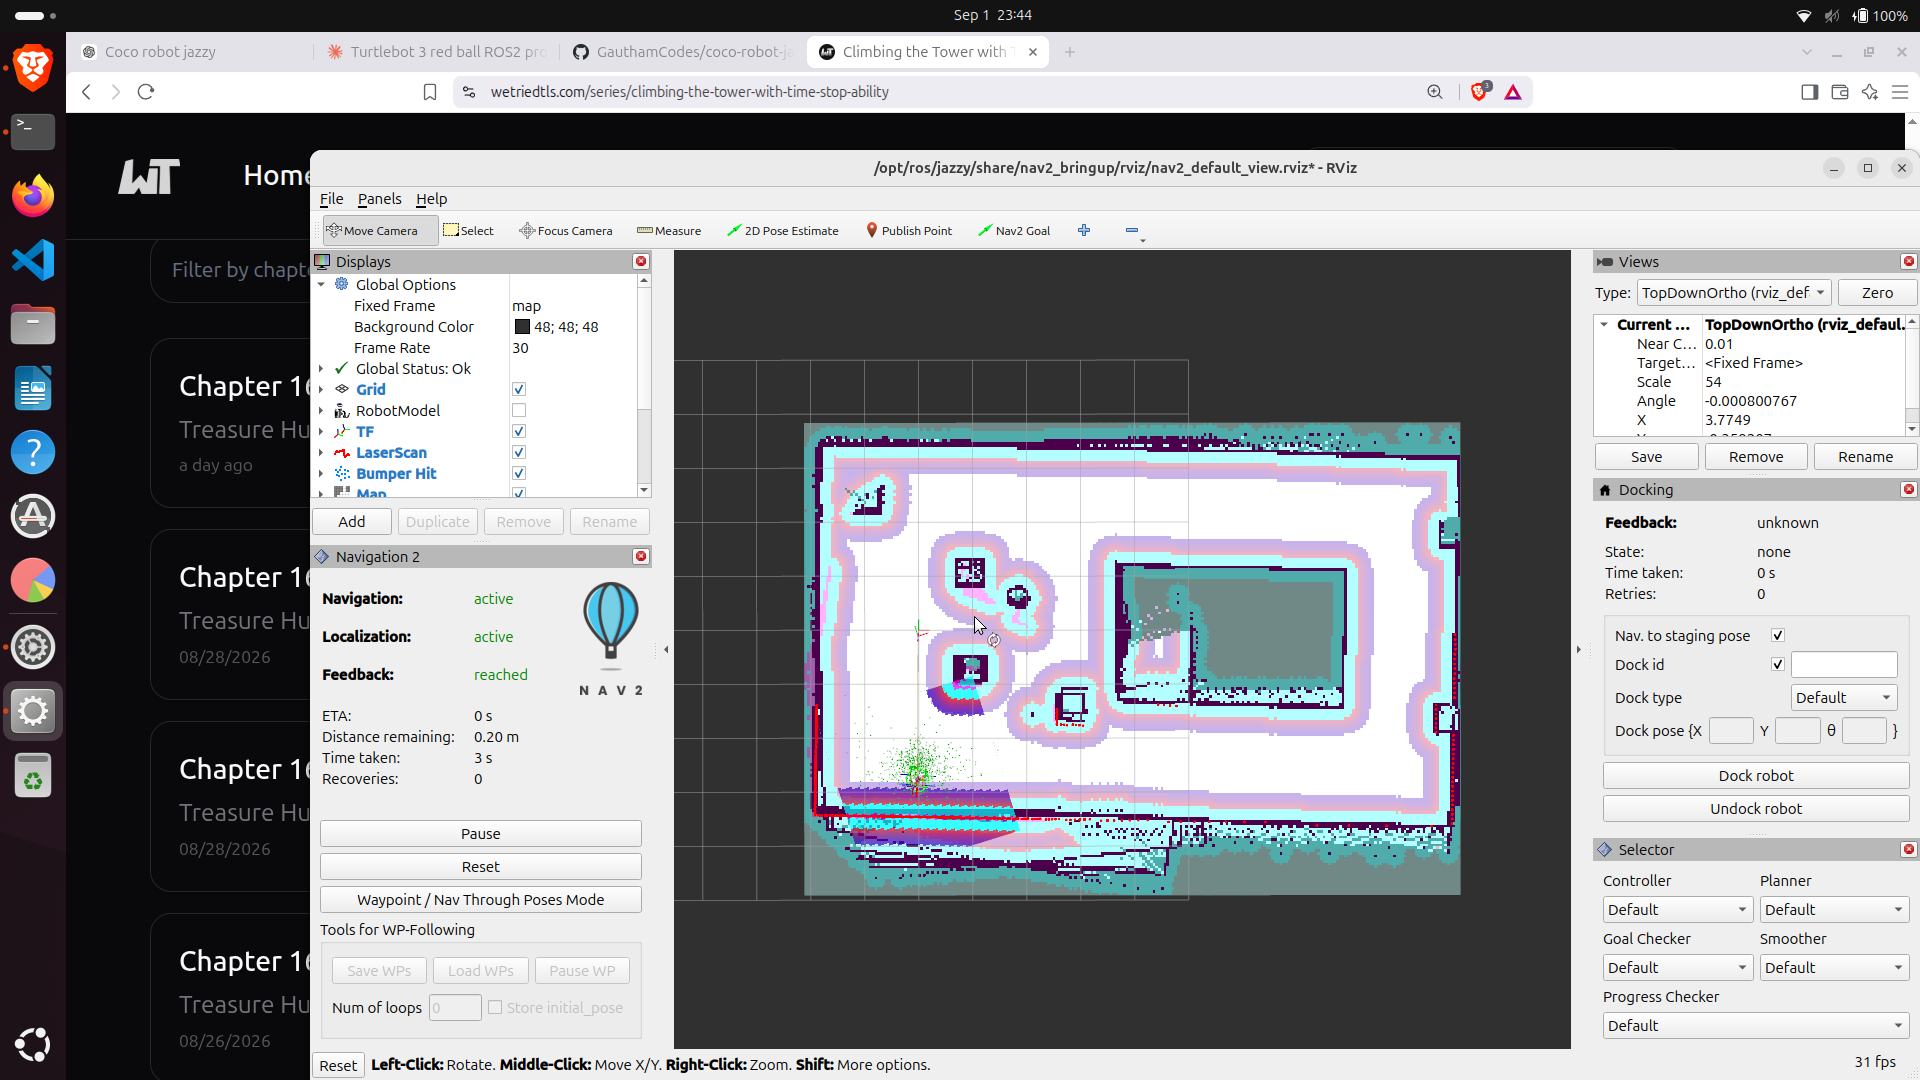 Sep 1 23:44
100%
Coco robot jazzy
Turtlebot 3 red ball ROS2 pro
GauthamCodes/coco-robot-ja
Climbing the Tower with T
wetriedtls.com/series/climbing-the-tower-with-time-stop-ability
3
WT
Home
/opt/ros/jazzy/share/nav2_bringup/rviz/nav2_default_view.rviz* - RViz
File Panels Help
Move Camera Select Focus Camera Measure 2D Pose Estimate Publish Point Nav2 Goal
Filter by chapte
Chapter 16
Treasure Hu
a day ago
Chapter 16
Treasure Hu
08/28/2026
Chapter 16
Treasure Hu
08/28/2026
Chapter 16
Treasure Hu
08/26/2026
Displays
Global Options
Fixed Frame map
Background Color 48; 48; 48
Frame Rate 30
Global Status: Ok
Grid
RobotModel
TF
LaserScan
Bumper Hit
Map
Add Duplicate Remove Rename
Navigation 2
Navigation: active
Localization: active
Feedback: reached
NAV2
ETA: 0 s
Distance remaining: 0.20 m
Time taken: 3 s
Recoveries: 0
Pause
Reset
Waypoint / Nav Through Poses Mode
Tools for WP-Following
Save WPs Load WPs Pause WP
Num of loops 0 Store initial_pose
Reset Left-Click: Rotate. Middle-Click: Move X/Y. Right-Click: Zoom. Shift: More options.
31 fps
Views
Type: TopDownOrtho (rviz_def Zero
Current ... TopDownOrtho (rviz_defaul.
Near C... 0.01
Target... <Fixed Frame>
Scale 54
Angle -0.000800767
X 3.7749
Save Remove Rename
Docking
Feedback: unknown
State: none
Time taken: 0 s
Retries: 0
Nav. to staging pose
Dock id
Dock type Default
Dock pose {X Y θ }
Dock robot
Undock robot
Selector
Controller Planner
Default Default
Goal Checker Smoother
Default Default
Progress Checker
Default